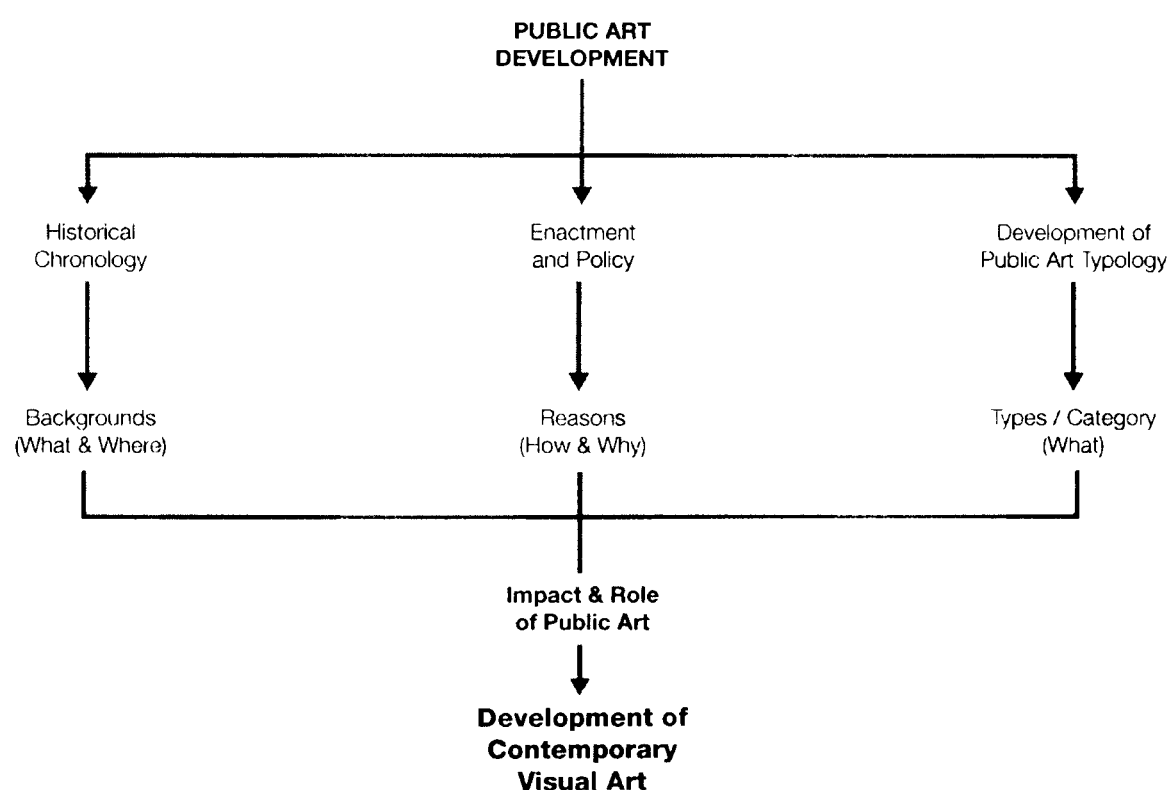 PUBLIC ART
DEVELOPMENT
Historical
Chronology
Enactment
and Policy
Development of
Public Art Typology
Backgrounds
(What & Where)
Reasons
(How & Why)
Types / Category
(What)
Impact & Role
of Public Art
Development of
Contemporary
Visual Art